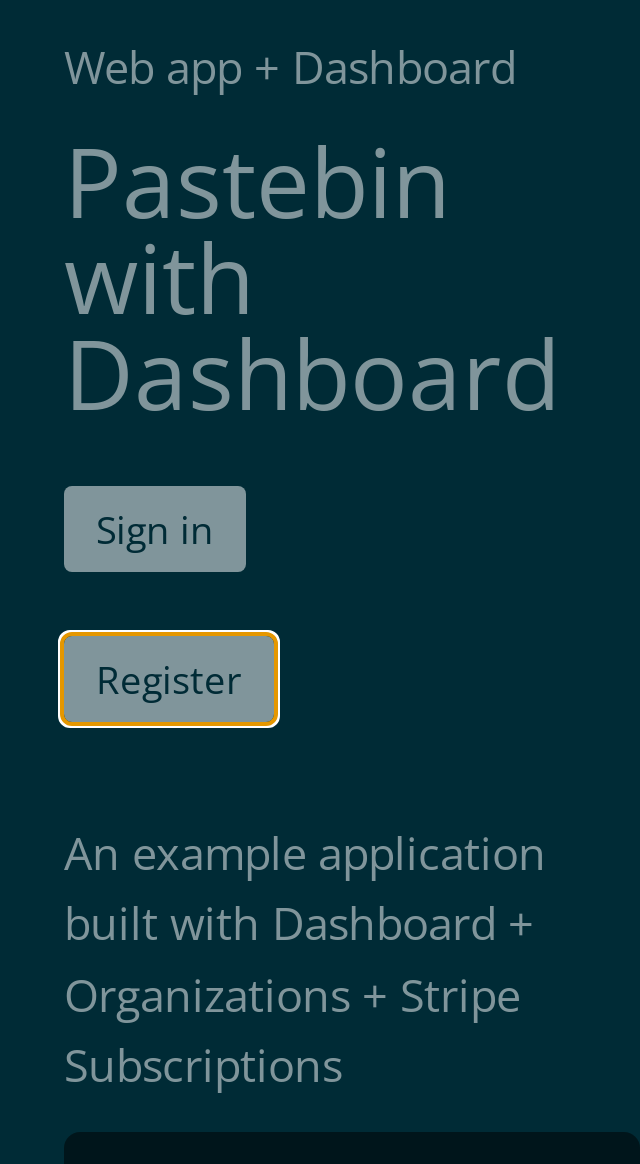 Web app + Dashboard
Pastebin
with
Dashboard
Sign in
Register
An example application
built with Dashboard +
Organizations + Stripe
Subscriptions